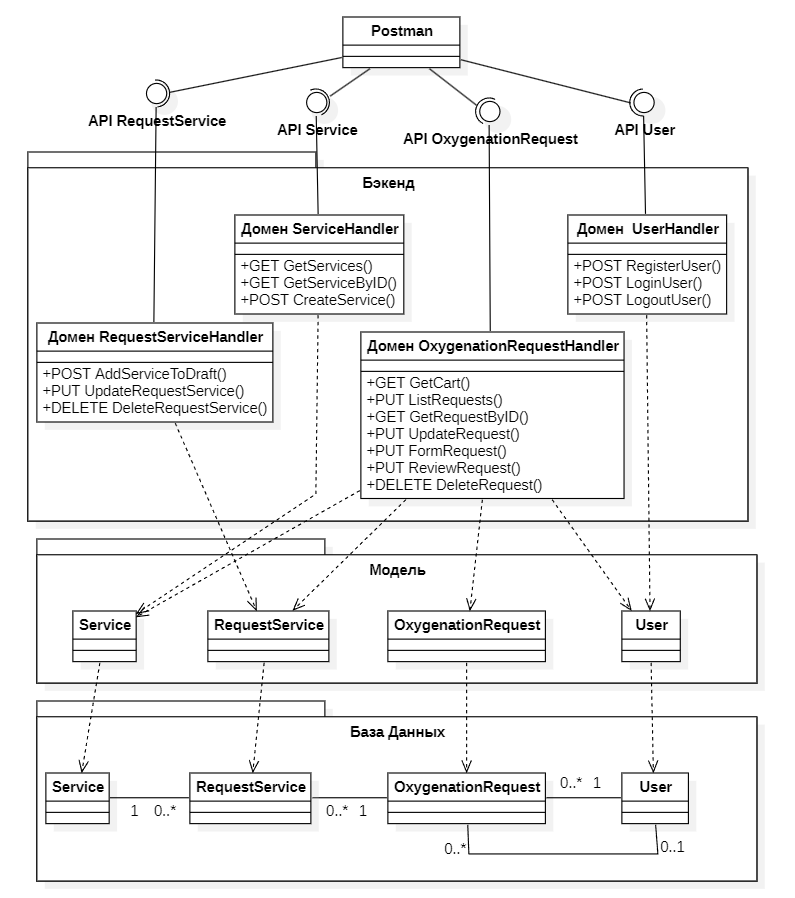 Postman
API RequestService
API Service
API OxygenationRequest
API User
Бэкенд
Домен ServiceHandler
+GET GetServices()
+GET GetServiceByID()
+POST CreateService()
Домен UserHandler
+POST RegisterUser()
+POST LoginUser()
+POST LogoutUser()
Домен RequestServiceHandler
+POST AddServiceToDraft()
+PUT UpdateRequestService()
+DELETE DeleteRequestService()
Домен OxygenationRequestHandler
+GET GetCart()
+PUT ListRequests()
+GET GetRequestByID()
+PUT UpdateRequest()
+PUT FormRequest()
+PUT ReviewRequest()
+DELETE DeleteRequest()
Модель
Service
RequestService
OxygenationRequest
User
База Данных
Service
RequestService
OxygenationRequest
User
1 0..*
0..* 1
0..* 1
0..*
0..1